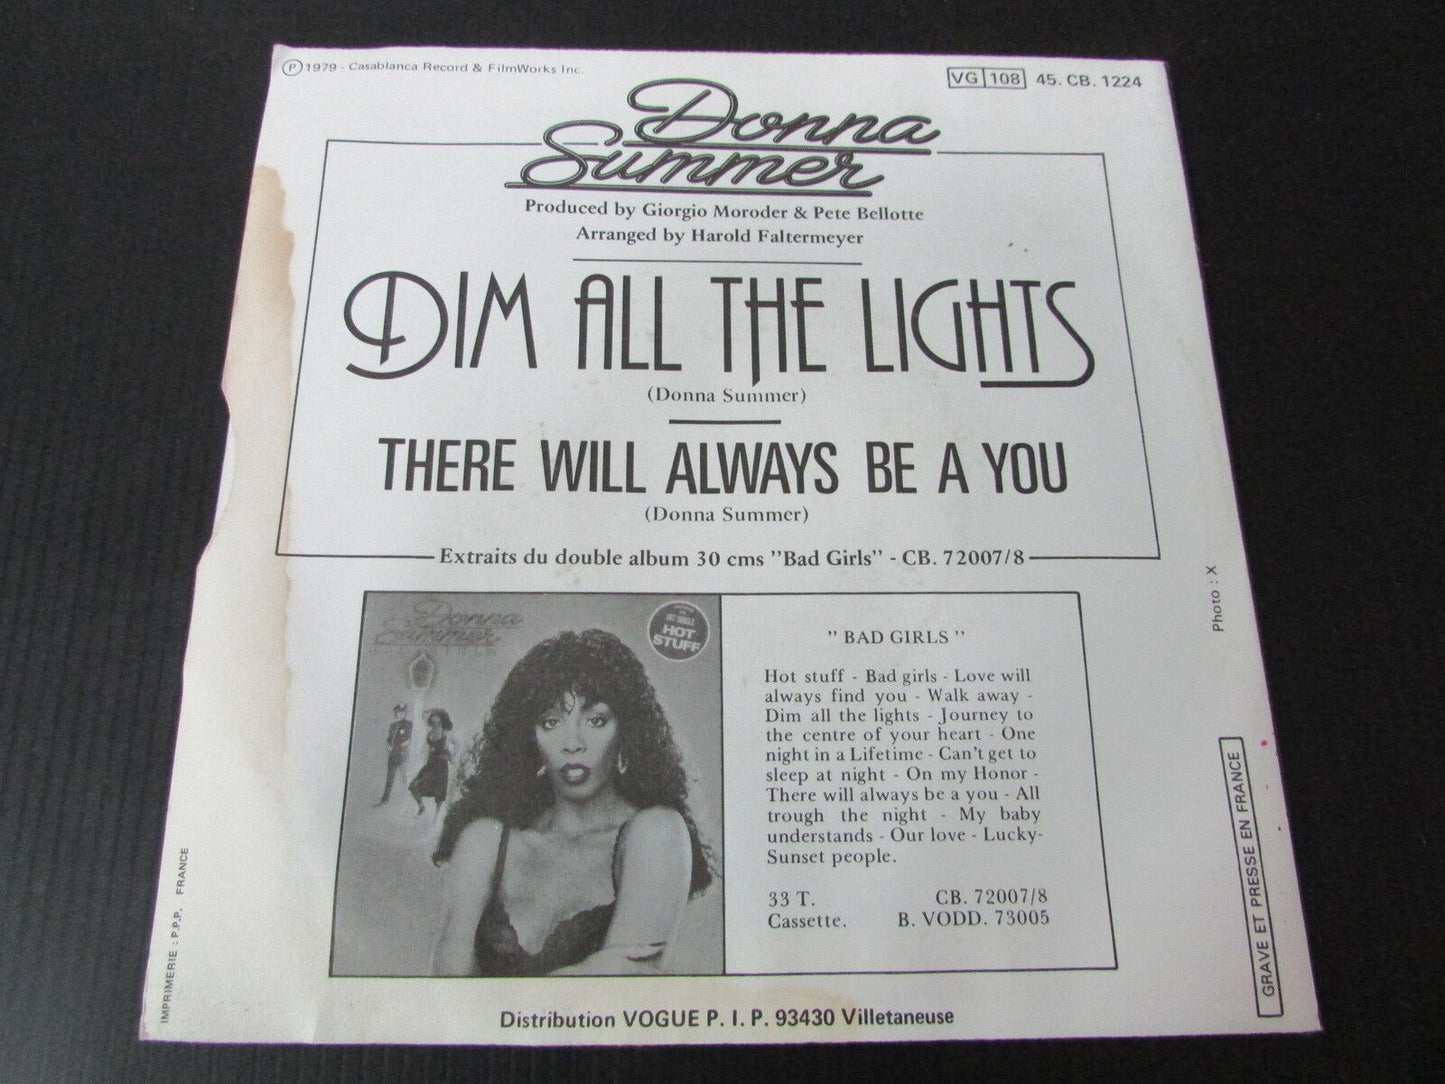 ℗ 1979 - Casablanca Record & FilmWorks Inc.
VG 108 45. CB. 1224
Donna
Summer
Produced by Giorgio Moroder & Pete Bellotte
Arranged by Harold Faltermeyer
DIM ALL THE LIGHTS
(Donna Summer)
THERE WILL ALWAYS BE A YOU
(Donna Summer)
Extraits du double album 30 cms "Bad Girls" - CB. 72007/8
Donna
Summer
HIT SINGLE
HOT
STUFF
" BAD GIRLS "
Hot stuff - Bad girls - Love will
always find you - Walk away -
Dim all the lights - Journey to
the centre of your heart - One
night in a Lifetime - Can't get to
sleep at night - On my Honor -
There will always be a you - All
trough the night - My baby
understands - Our love - Lucky-
Sunset people.
33 T. CB. 72007/8
Cassette. B. VODD. 73005
Photo : X
GRAVE ET PRESSE EN FRANCE
IMPRIMERIE : P.P.P. FRANCE
Distribution VOGUE P. I. P. 93430 Villetaneuse